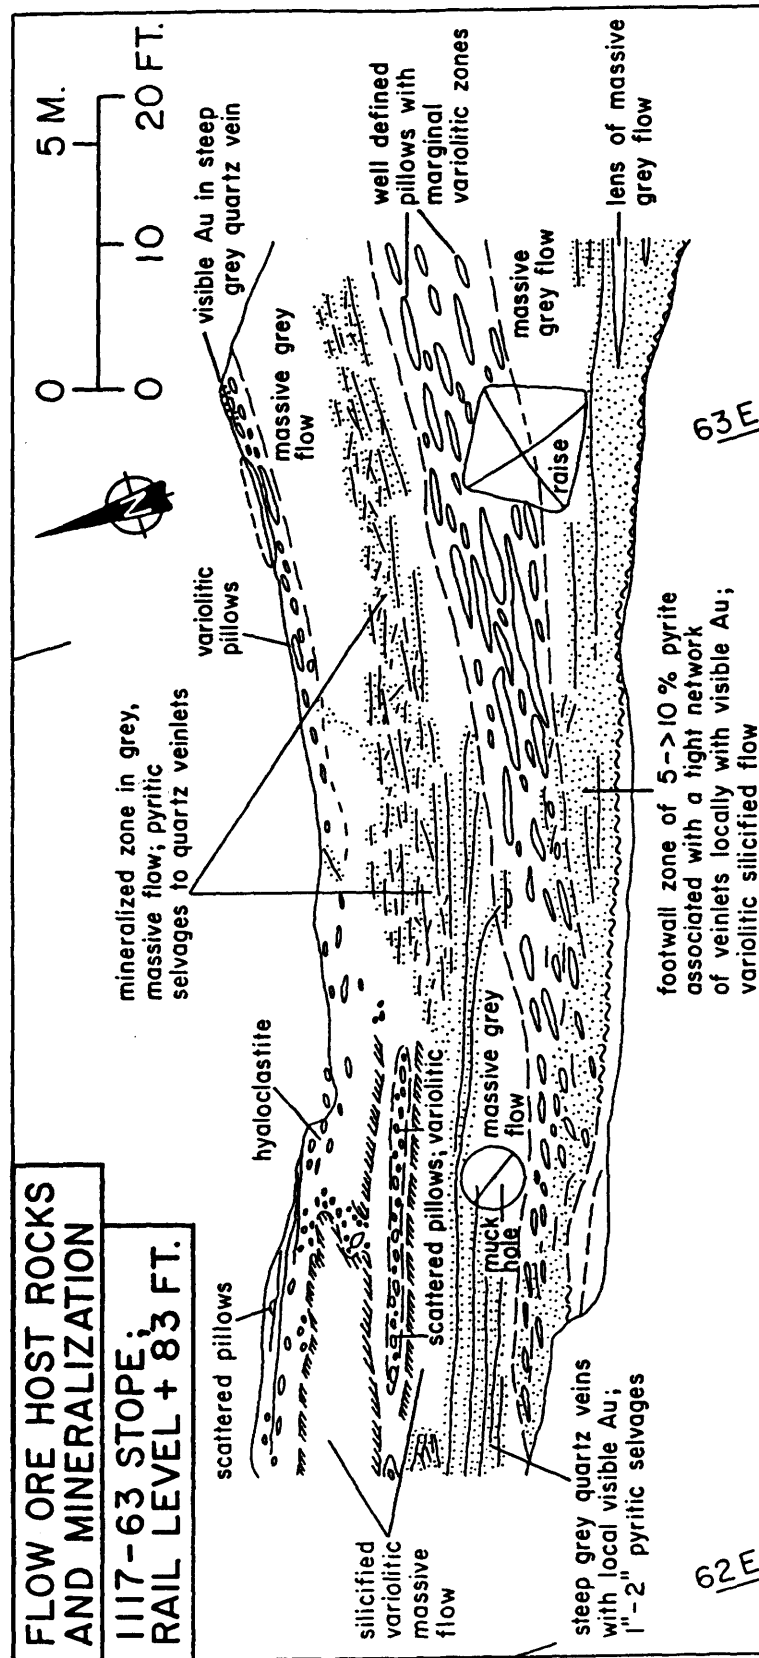 FLOW ORE HOST ROCKS
AND MINERALIZATION
1117-63 STOPE;
RAIL LEVEL + 83 FT.
0
5 M.
0
10
20 FT.
N
scattered pillows
hyaloclastite
mineralized zone in grey,
massive flow; pyritic
selvages to quartz veinlets
variolitic
pillows
visible Au in steep
grey quartz vein
massive grey
flow
well defined
pillows with
marginal
variolitic zones
silicified
variolitic
massive
flow
scattered pillows; variolitic
muck
hole
massive grey
flow
raise
massive
grey flow
lens of massive
grey flow
steep grey quartz veins
with local visible Au;
1"-2" pyritic selvages
footwall zone of 5->10% pyrite
associated with a tight network
of veinlets locally with visible Au;
variolitic silicified flow
62E
63E